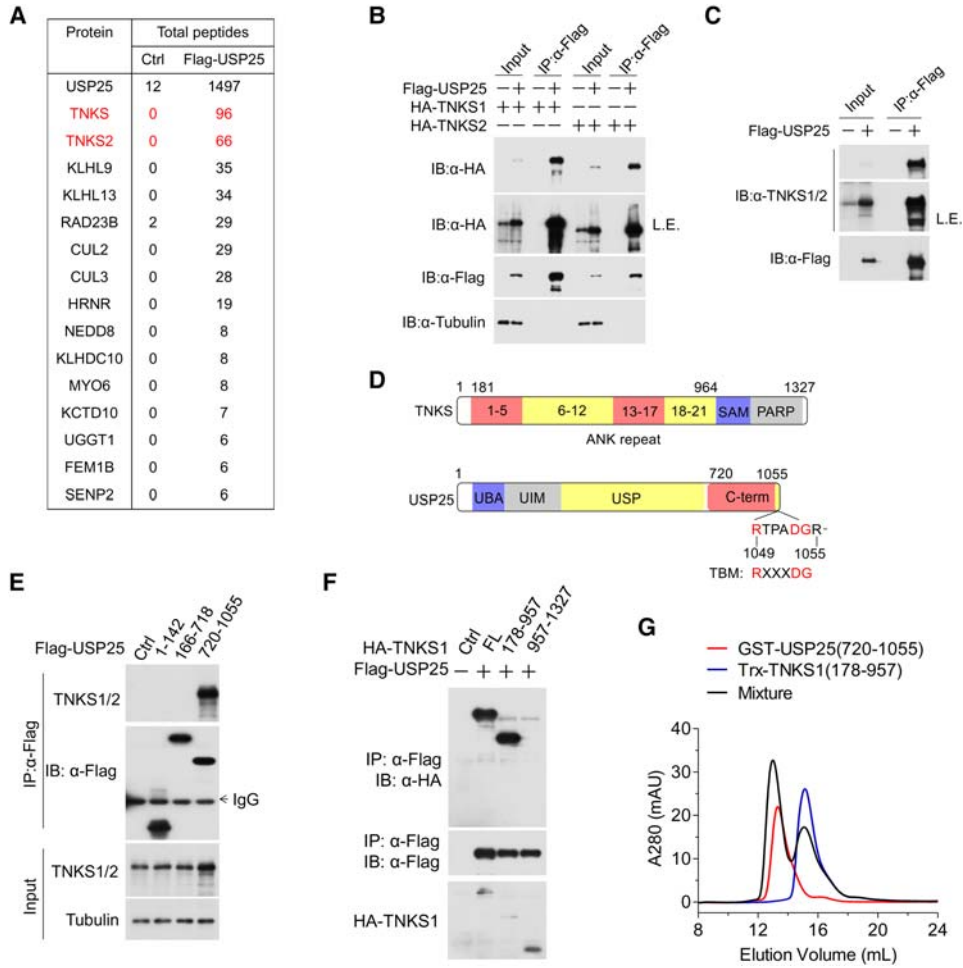 A
Protein Total peptides
Ctrl Flag-USP25
USP25 12 1497
TNKS 0 96
TNKS2 0 66
KLHL9 0 35
KLHL13 0 34
RAD23B 2 29
CUL2 0 29
CUL3 0 28
HRNR 0 19
NEDD8 0 8
KLHDC10 0 8
MYO6 0 8
KCTD10 0 7
UGGT1 0 6
FEM1B 0 6
SENP2 0 6
B
Input IP:α-Flag Input IP:α-Flag
Flag-USP25 − + − + − + − +
HA-TNKS1 + + + + − − − −
HA-TNKS2 − − − − + + + +
IB:α-HA
IB:α-HA L.E.
IB:α-Flag
IB:α-Tubulin
C
Input IP:α-Flag
Flag-USP25 − + − +
IB:α-TNKS1/2
L.E.
IB:α-Flag
D
1 181 964 1327
TNKS 1-5 6-12 13-17 18-21 SAM PARP
ANK repeat
1 720 1055
USP25 UBA UIM USP C-term
RTPADGR-
1049 1055
TBM: RXXXDG
E
Flag-USP25 Ctrl 1-142 166-718 720-1055
IP:α-Flag
TNKS1/2
IB: α-Flag
IgG
Input
TNKS1/2
Tubulin
F
HA-TNKS1 Ctrl FL 178-957 957-1327
Flag-USP25 − + + +
IP: α-Flag
IB: α-HA
IP: α-Flag
IB: α-Flag
HA-TNKS1
G
GST-USP25(720-1055)
Trx-TNKS1(178-957)
Mixture
A280 (mAU)
40
30
20
10
0
8 12 16 20 24
Elution Volume (mL)